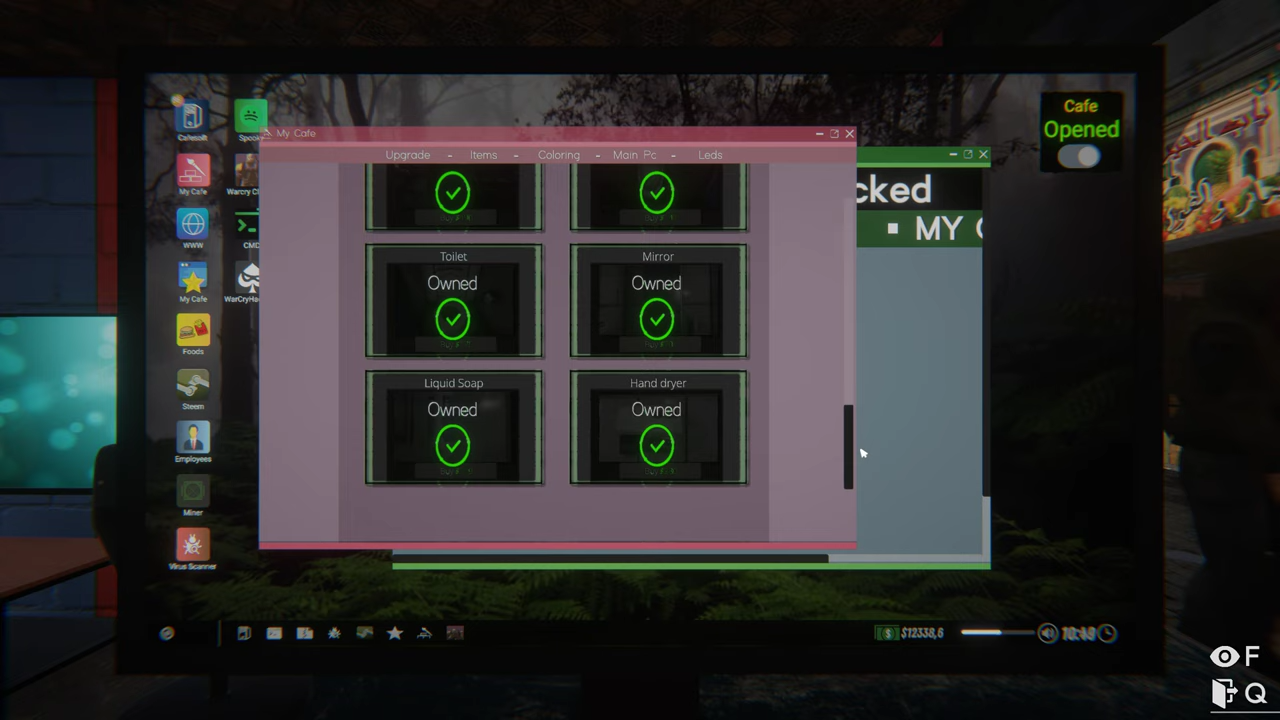 Cafe
Opened
Cafesoft
My Cafe
WWW
My Cafe
Foods
Steem
Employees
Miner
Virus Scanner
CMD
My Cafe
Upgrade - Items - Coloring - Main Pc - Leds
Toilet
Owned
Mirror
Owned
Liquid Soap
Owned
Hand dryer
Owned
cked
▪ MY
$12338,6
F
Q